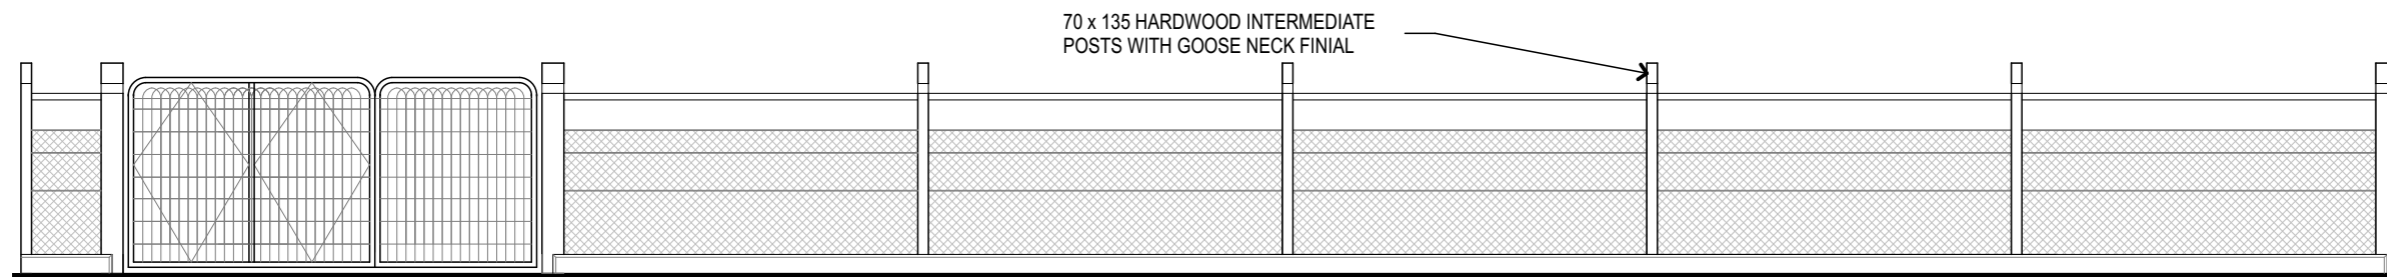 70 x 135 HARDWOOD INTERMEDIATE
POSTS WITH GOOSE NECK FINIAL